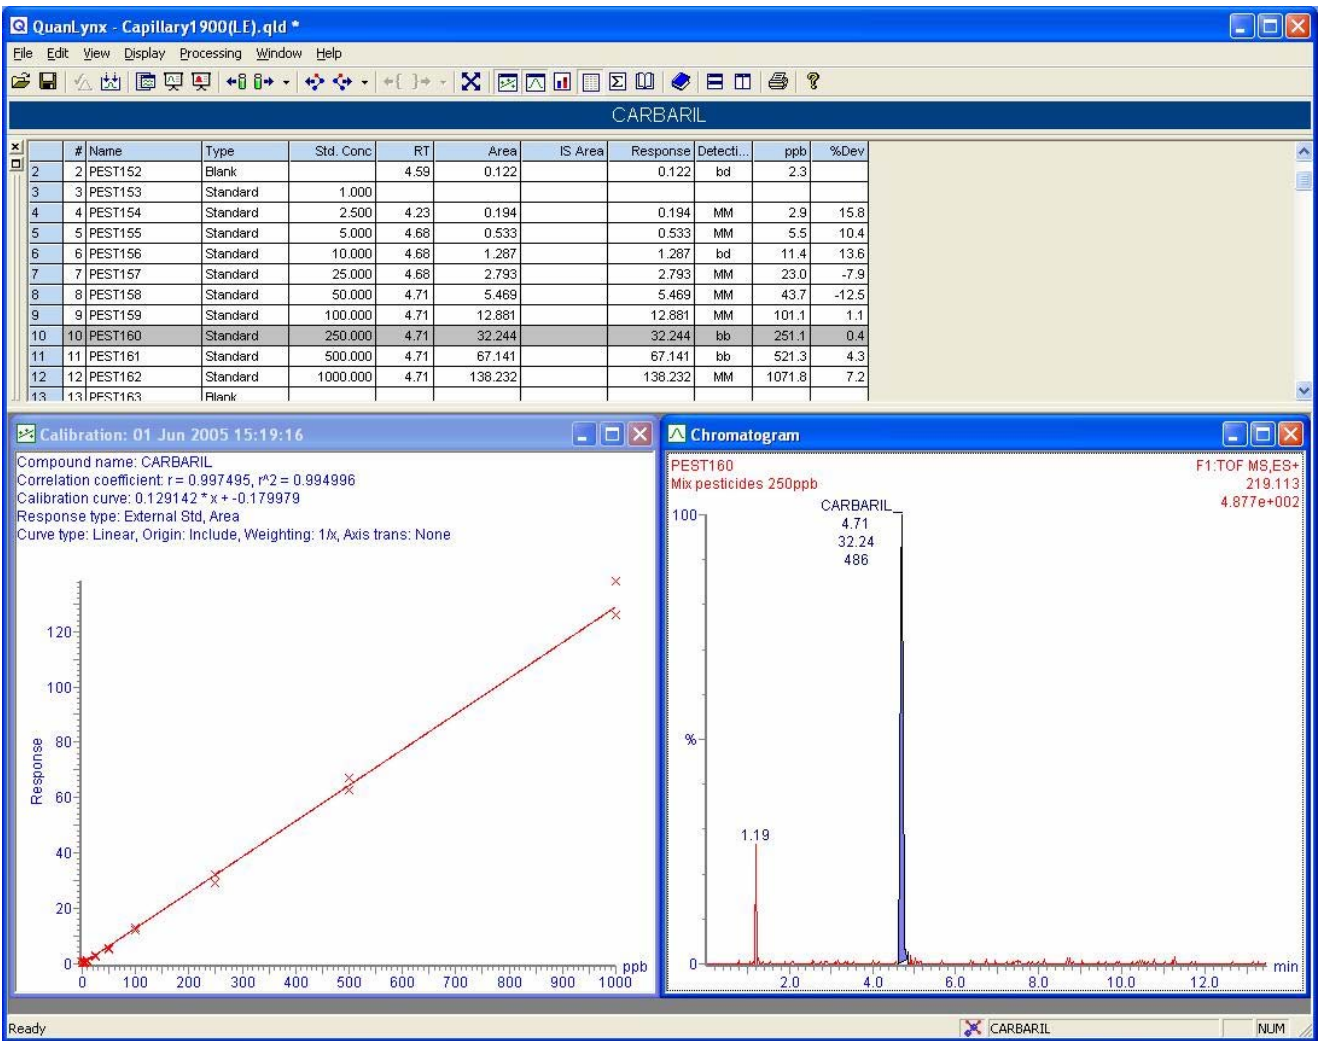 QuanLynx - Capillary1900(LE).qld *
File Edit View Display Processing Window Help
CARBARIL
# Name Type Std. Conc RT Area IS Area Response Detecti... ppb %Dev
2 2 PEST152 Blank 4.59 0.122 0.122 bd 2.3
3 3 PEST153 Standard 1.000
4 4 PEST154 Standard 2.500 4.23 0.194 0.194 MM 2.9 15.8
5 5 PEST155 Standard 5.000 4.68 0.533 0.533 MM 5.5 10.4
6 6 PEST156 Standard 10.000 4.68 1.287 1.287 bd 11.4 13.6
7 7 PEST157 Standard 25.000 4.68 2.793 2.793 MM 23.0 -7.9
8 8 PEST158 Standard 50.000 4.71 5.469 5.469 MM 43.7 -12.5
9 9 PEST159 Standard 100.000 4.71 12.881 12.881 MM 101.1 1.1
10 10 PEST160 Standard 250.000 4.71 32.244 32.244 bb 251.1 0.4
11 11 PEST161 Standard 500.000 4.71 67.141 67.141 bb 521.3 4.3
12 12 PEST162 Standard 1000.000 4.71 138.232 138.232 MM 1071.8 7.2
13 13 PEST163 Blank
Calibration: 01 Jun 2005 15:19:16
Compound name: CARBARIL
Correlation coefficient: r = 0.997495, r^2 = 0.994996
Calibration curve: 0.129142 * x + -0.179979
Response type: External Std, Area
Curve type: Linear, Origin: Include, Weighting: 1/x, Axis trans: None
120
100
80
60
40
20
0
Response
0 100 200 300 400 500 600 700 800 900 1000
ppb
Chromatogram
PEST160 F1:TOF MS,ES+
Mix pesticides 250ppb 219.113
4.877e+002
CARBARIL
4.71
32.24
486
100
%
0
1.19
2.0 4.0 6.0 8.0 10.0 12.0
min
Ready CARBARIL NUM